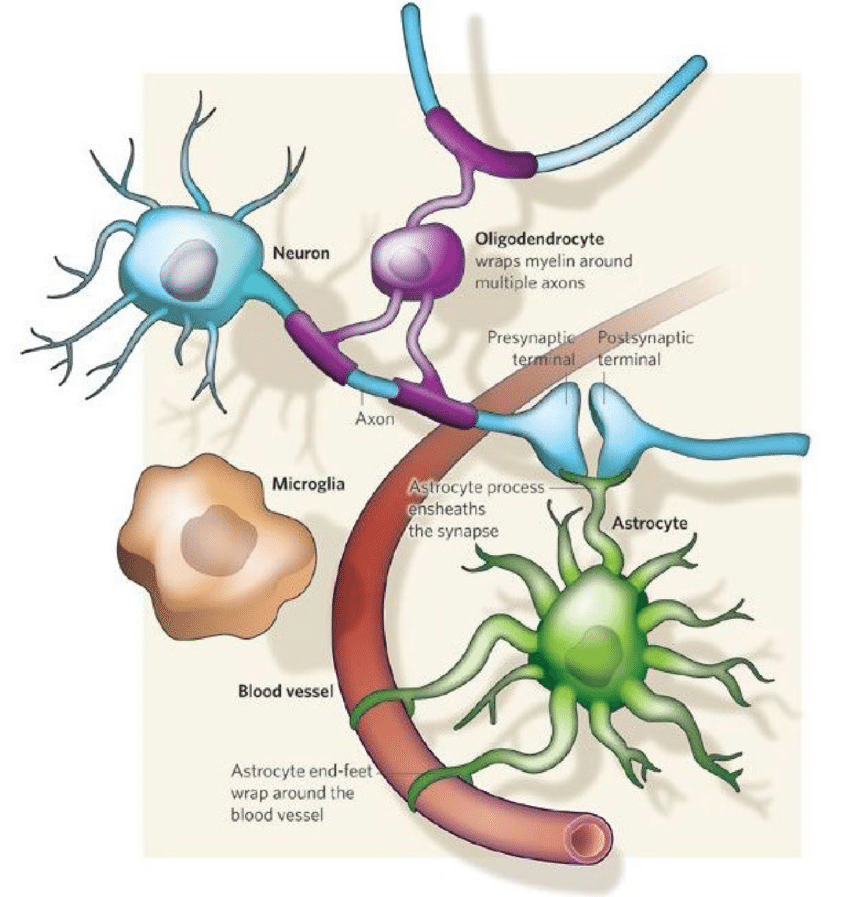 Neuron
Oligodendrocyte
wraps myelin around
multiple axons
Presynaptic
terminal
Postsynaptic
terminal
Axon
Microglia
Astrocyte process
ensheaths
the synapse
Astrocyte
Blood vessel
Astrocyte end-feet
wrap around the
blood vessel